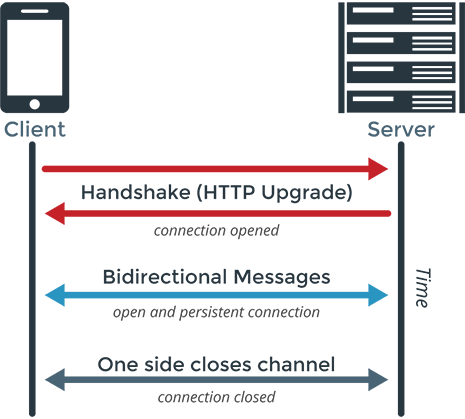 Client
Server
Handshake (HTTP Upgrade)
connection opened
Bidirectional Messages
open and persistent connection
Time
One side closes channel
connection closed